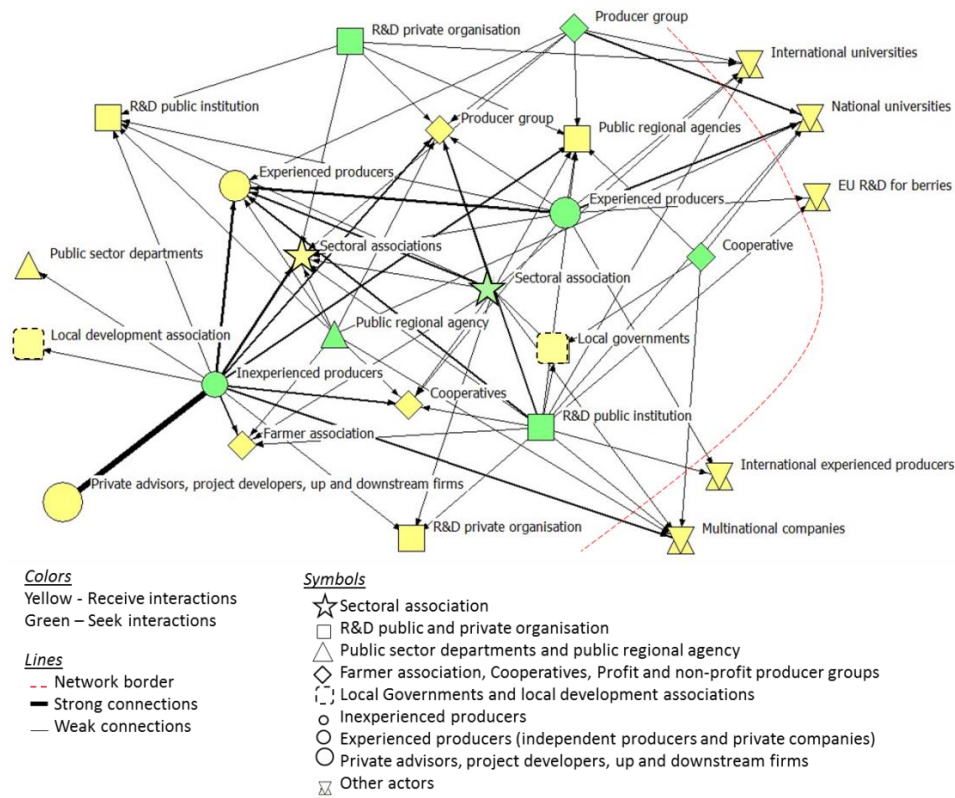 Producer group
R&D private organisation
International universities
R&D public institution
National universities
Producer group
Public regional agencies
Experienced producers
EU R&D for berries
Experienced producers
Public sector departments
Sectoral associations
Cooperative
Sectoral association
Public regional agency
Local development association
Local governments
Inexperienced producers
Cooperatives
R&D public institution
Farmer association
International experienced producers
Private advisors, project developers, up and downstream firms
R&D private organisation
Multinational companies
Colors
Yellow - Receive interactions
Green – Seek interactions
Lines
Network border
Strong connections
Weak connections
Symbols
Sectoral association
R&D public and private organisation
Public sector departments and public regional agency
Farmer association, Cooperatives, Profit and non-profit producer groups
Local Governments and local development associations
Inexperienced producers
Experienced producers (independent producers and private companies)
Private advisors, project developers, up and downstream firms
Other actors